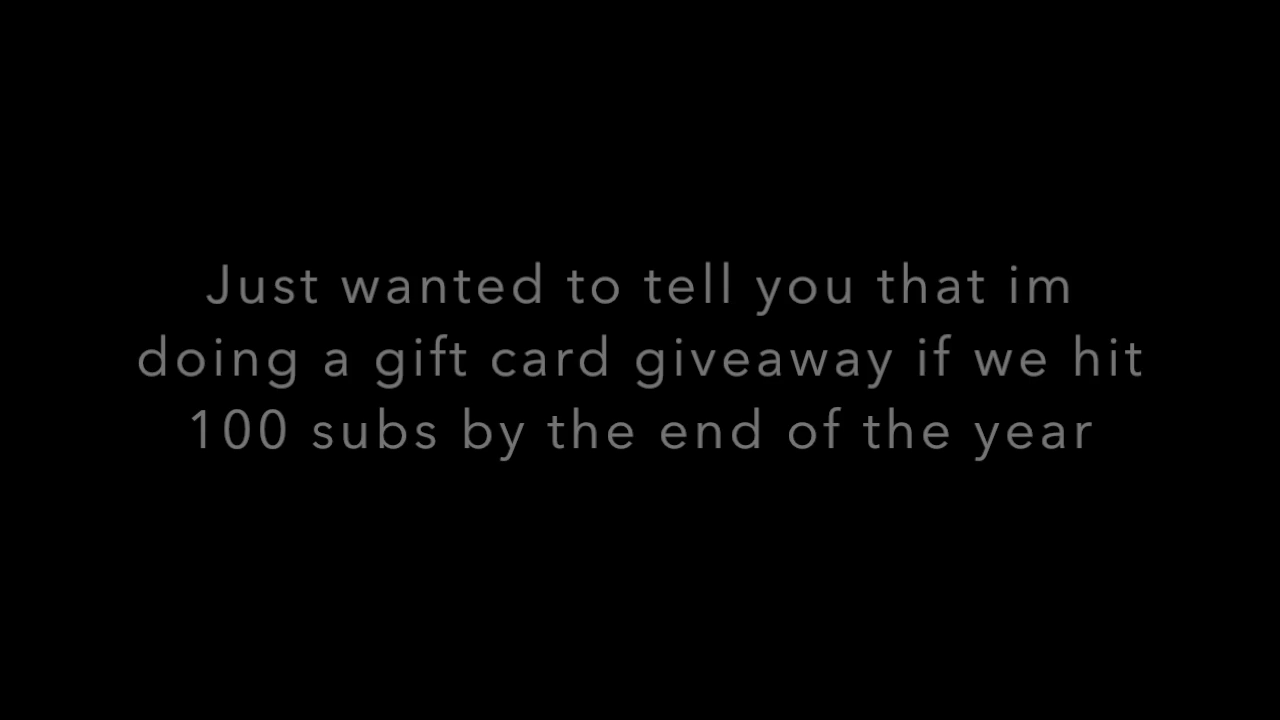 Just wanted to tell you that im
doing a gift card giveaway if we hit
100 subs by the end of the year